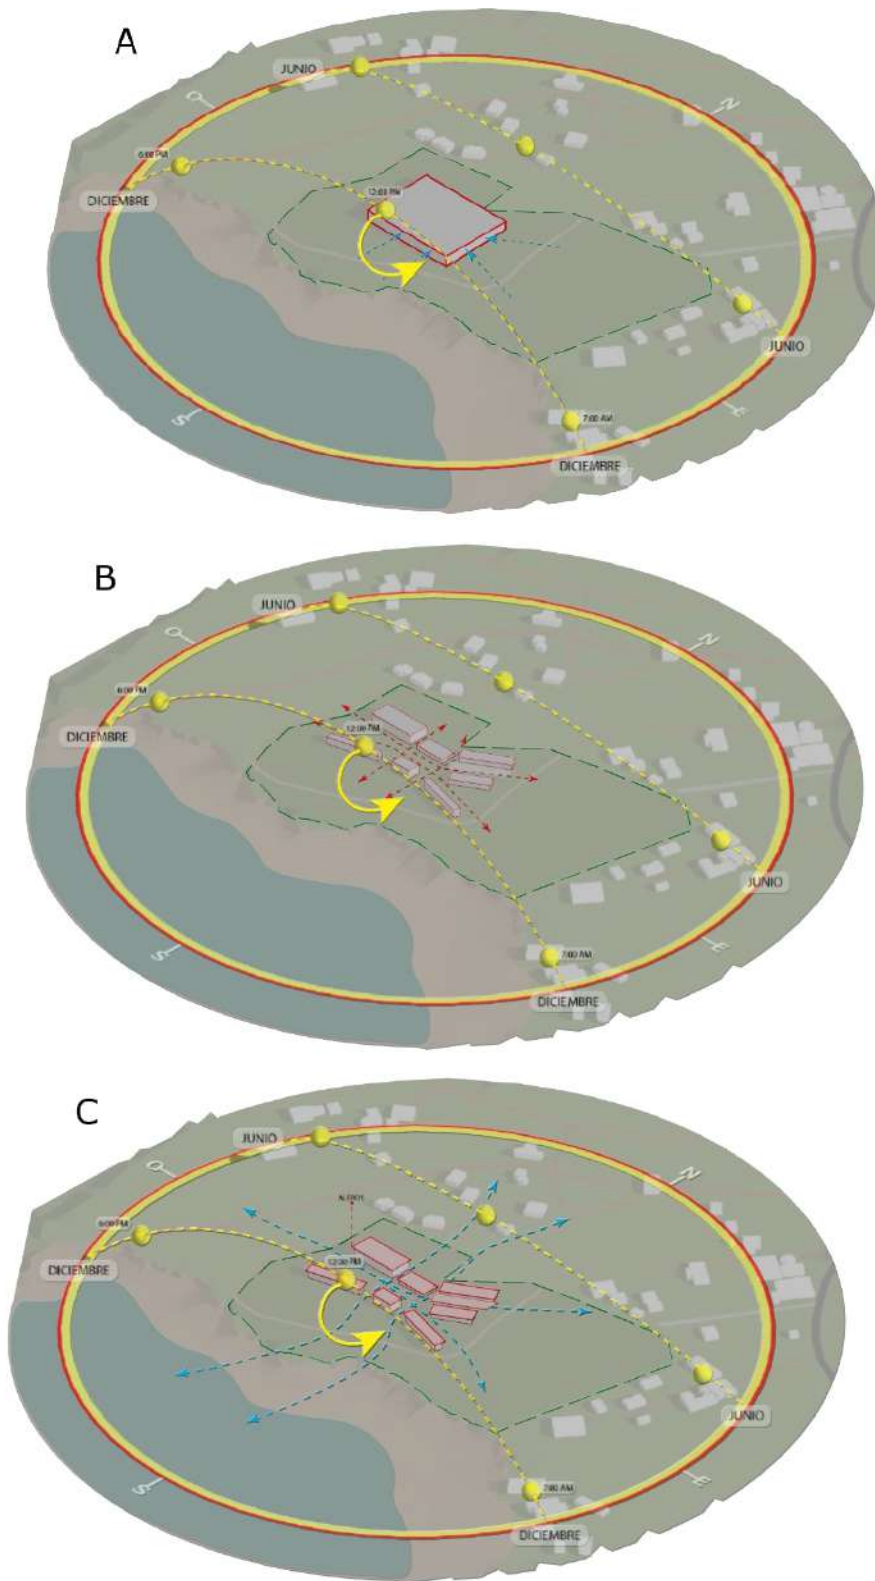 A
JUNIO
N
O
6:00 PM
DICIEMBRE
12:00 PM
JUNIO
S
E
7:00 AM
DICIEMBRE
B
JUNIO
N
O
6:00 PM
DICIEMBRE
12:00 PM
JUNIO
S
E
7:00 AM
DICIEMBRE
C
JUNIO
N
O
6:00 PM
DICIEMBRE
12:00 PM
JUNIO
S
E
7:00 AM
DICIEMBRE